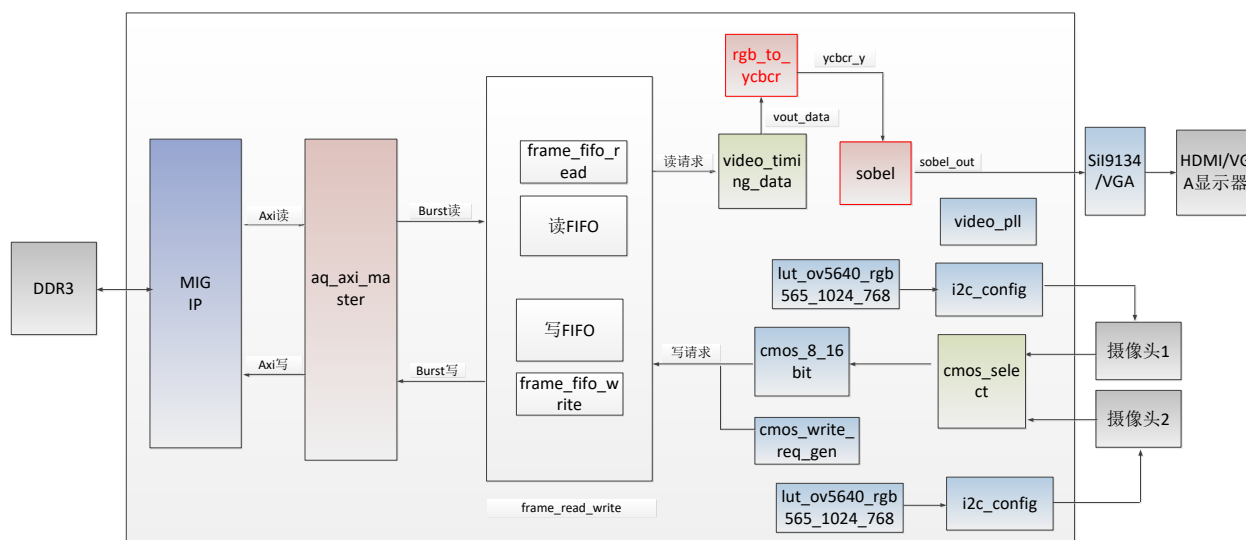 rgb_to_
ycbcr
ycbcr_y
vout_data
frame_fifo_r
ead
读请求
video_timi
ng_data
sobel
sobel_out
SiI9134
/VGA
HDMI/VG
A显示器
video_pll
Axi读
Burst读
读FIFO
DDR3
MIG
IP
aq_axi_ma
ster
lut_ov5640_rgb
565_1024_768
i2c_config
写FIFO
写请求
cmos_8_16
bit
cmos_sele
ct
摄像头1
Axi写
Burst写
frame_fifo_w
rite
摄像头2
cmos_write_
req_gen
frame_read_write
lut_ov5640_rgb
565_1024_768
i2c_config